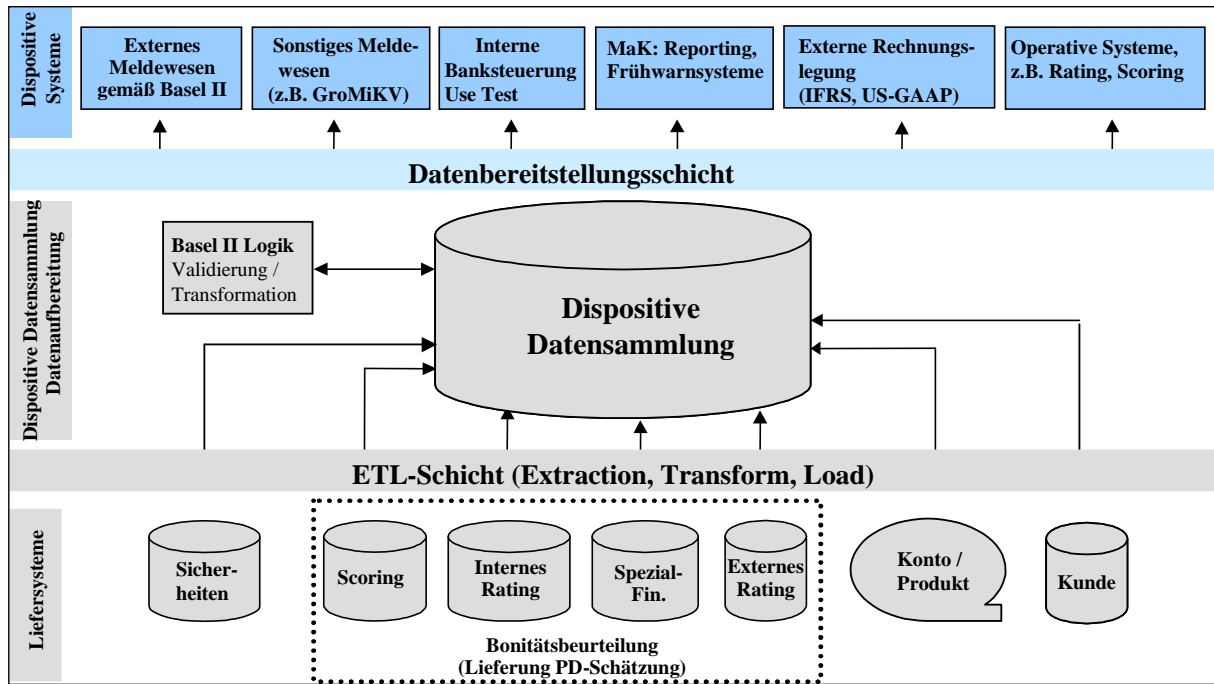 Dispositive
Systeme
Externes
Meldewesen
gemäß Basel II
Sonstiges Melde-
wesen
(z.B. GroMiKV)
Interne
Banksteuerung
Use Test
MaK: Reporting,
Frühwarnsysteme
Externe Rechnungs-
legung
(IFRS, US-GAAP)
Operative Systeme,
z.B. Rating, Scoring
Datenbereitstellungsschicht
Dispositive Datensammlung
Datenaufbereitung
Basel II Logik
Validierung /
Transformation
Dispositive
Datensammlung
ETL-Schicht (Extraction, Transform, Load)
Liefersysteme
Sicher-
heiten
Scoring
Internes
Rating
Spezial-
Fin.
Externes
Rating
Konto /
Produkt
Kunde
Bonitätsbeurteilung
(Lieferung PD-Schätzung)